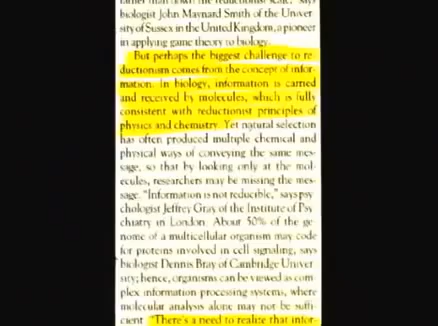 rather than down the reductionist scale," says
biologist John Maynard Smith of the Univer
sity of Sussex in the United Kingdom, a pioneer
in applying game theory to biology.
But perhaps the biggest challenge to re-
ductionism comes from the concept of infor-
mation. In biology, information is carried
and received by molecules, which is fully
consistent with reductionist principles of
physics and chemistry. Yet natural selection
has often produced multiple chemical and
physical ways of conveying the same mes-
sage, so that by looking only at the mol-
ecules, researchers may be missing the mes-
sage. "Information is not reducible," says psy
chologist Jeffrey Gray of the Institute of Psy
chiatry in London. About 50% of the ge-
nome of a multicellular organism may code
for proteins involved in cell signaling, says
biologist Dennis Bray of Cambridge Univer
sity; hence, organisms can be viewed as com-
plex information processing systems, where
molecular analysis alone may not be suffi-
cient. "There's a need to realize that infor-